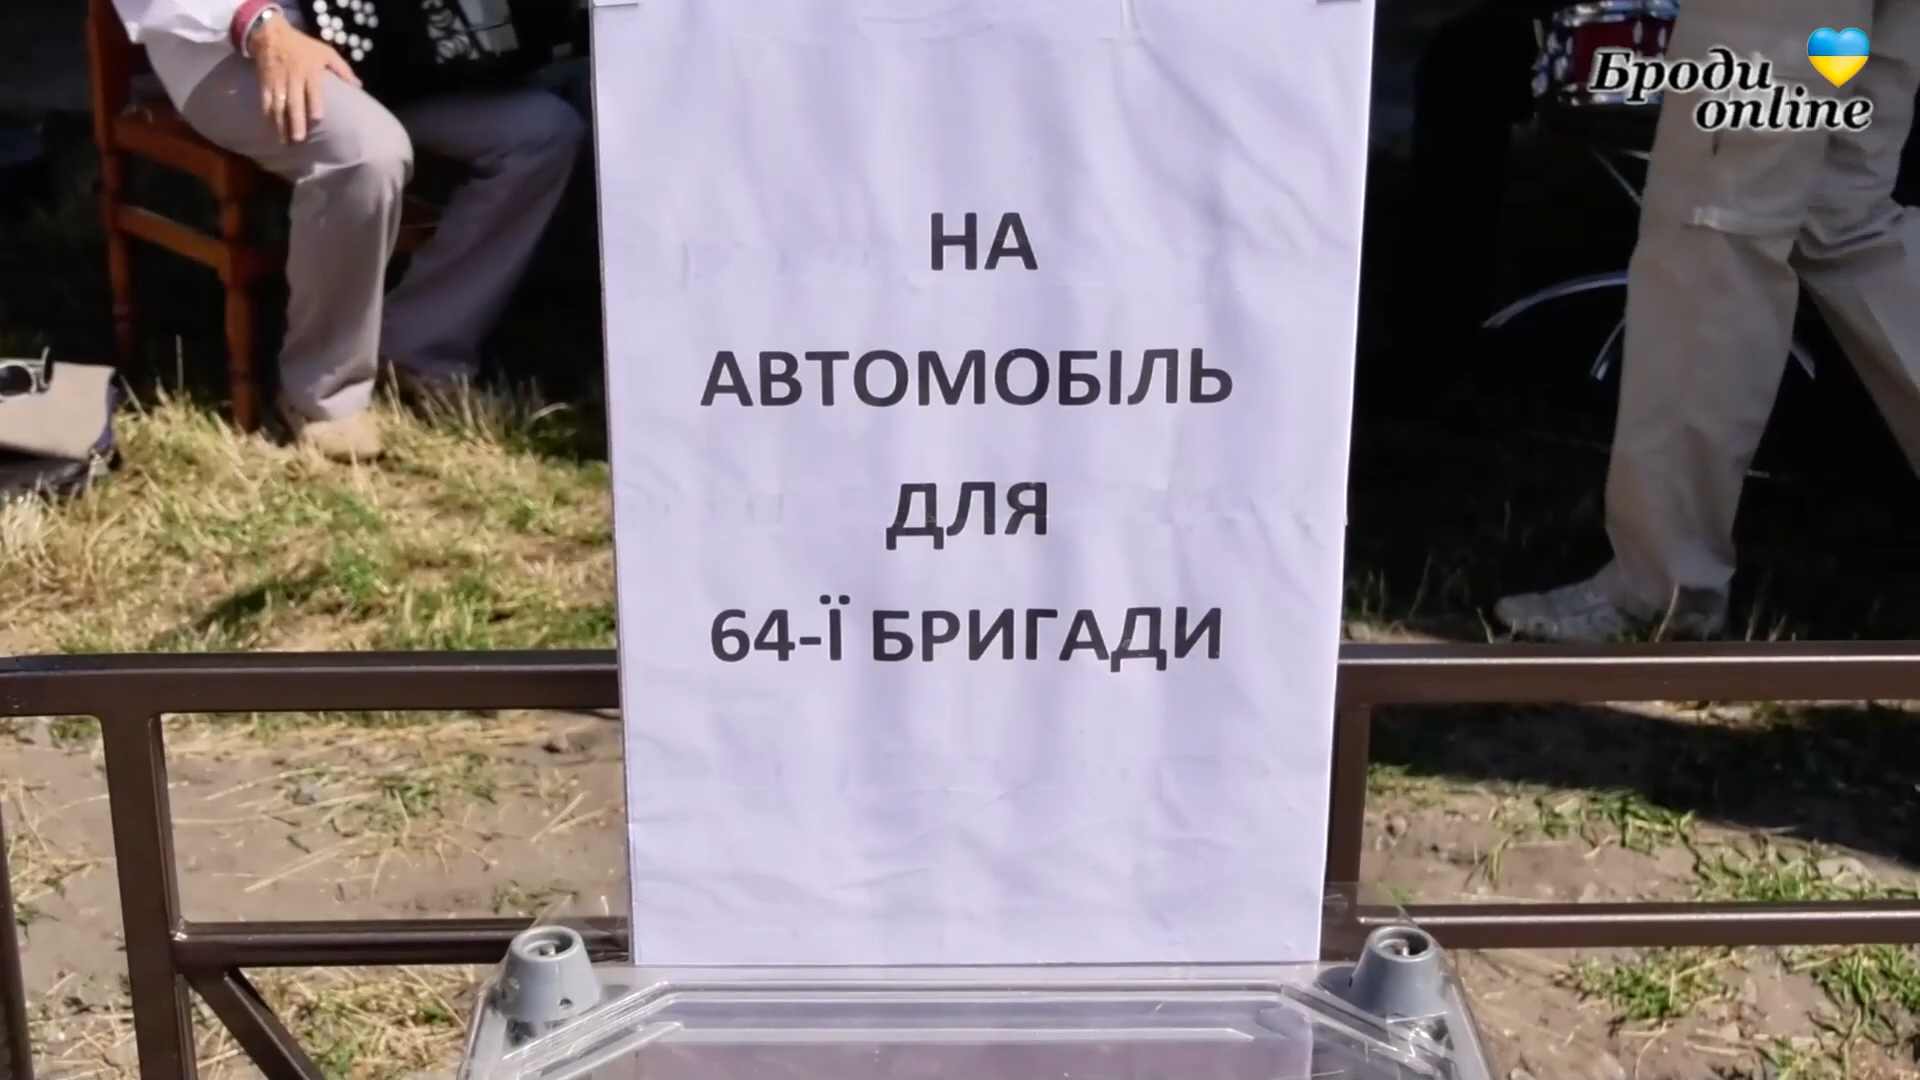 Броди
online
НА
АВТОМОБІЛЬ
ДЛЯ
64-Ї БРИГАДИ